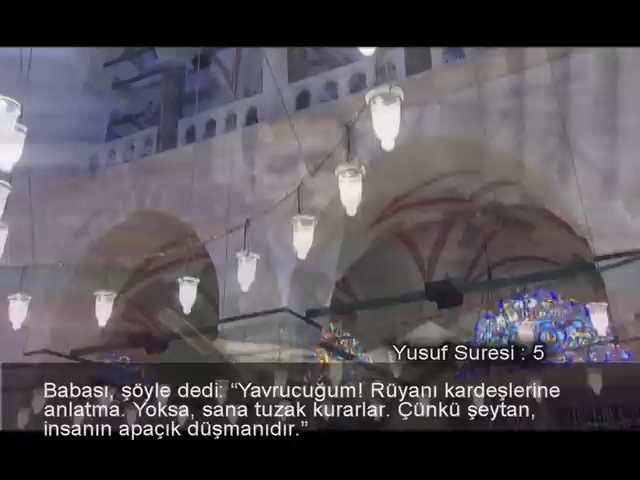 Yusuf Suresi : 5
Babası, şöyle dedi: “Yavrucuğum! Rüyanı kardeşlerine
anlatma. Yoksa, sana tuzak kurarlar. Çünkü şeytan,
insanın apaçık düşmanıdır.”